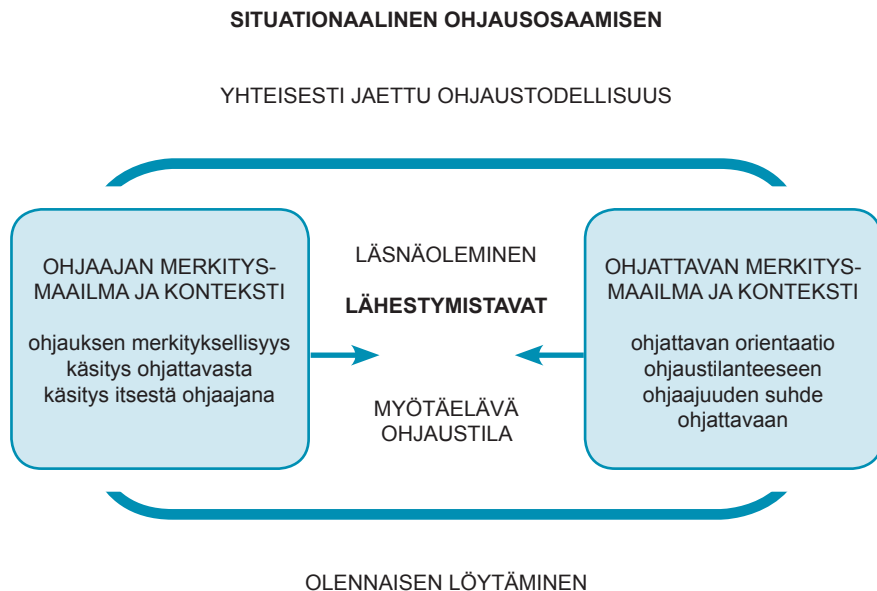 SITUATIONAALINEN OHJAUSOSAAMISEN
YHTEISESTI JAETTU OHJAUSTODELLISUUS
OHJAAJAN MERKITYS-
MAAILMA JA KONTEKSTI
ohjauksen merkityksellisyys
käsitys ohjattavasta
käsitys itsestä ohjaajana
LÄSNÄOLEMINEN
LÄHESTYMISTAVAT
MYÖTÄELÄVÄ
OHJAUSTILA
OHJATTAVAN MERKITYS-
MAAILMA JA KONTEKSTI
ohjattavan orientaatio
ohjaustilanteeseen
ohjaajuuden suhde
ohjattavaan
OLENNAISEN LÖYTÄMINEN